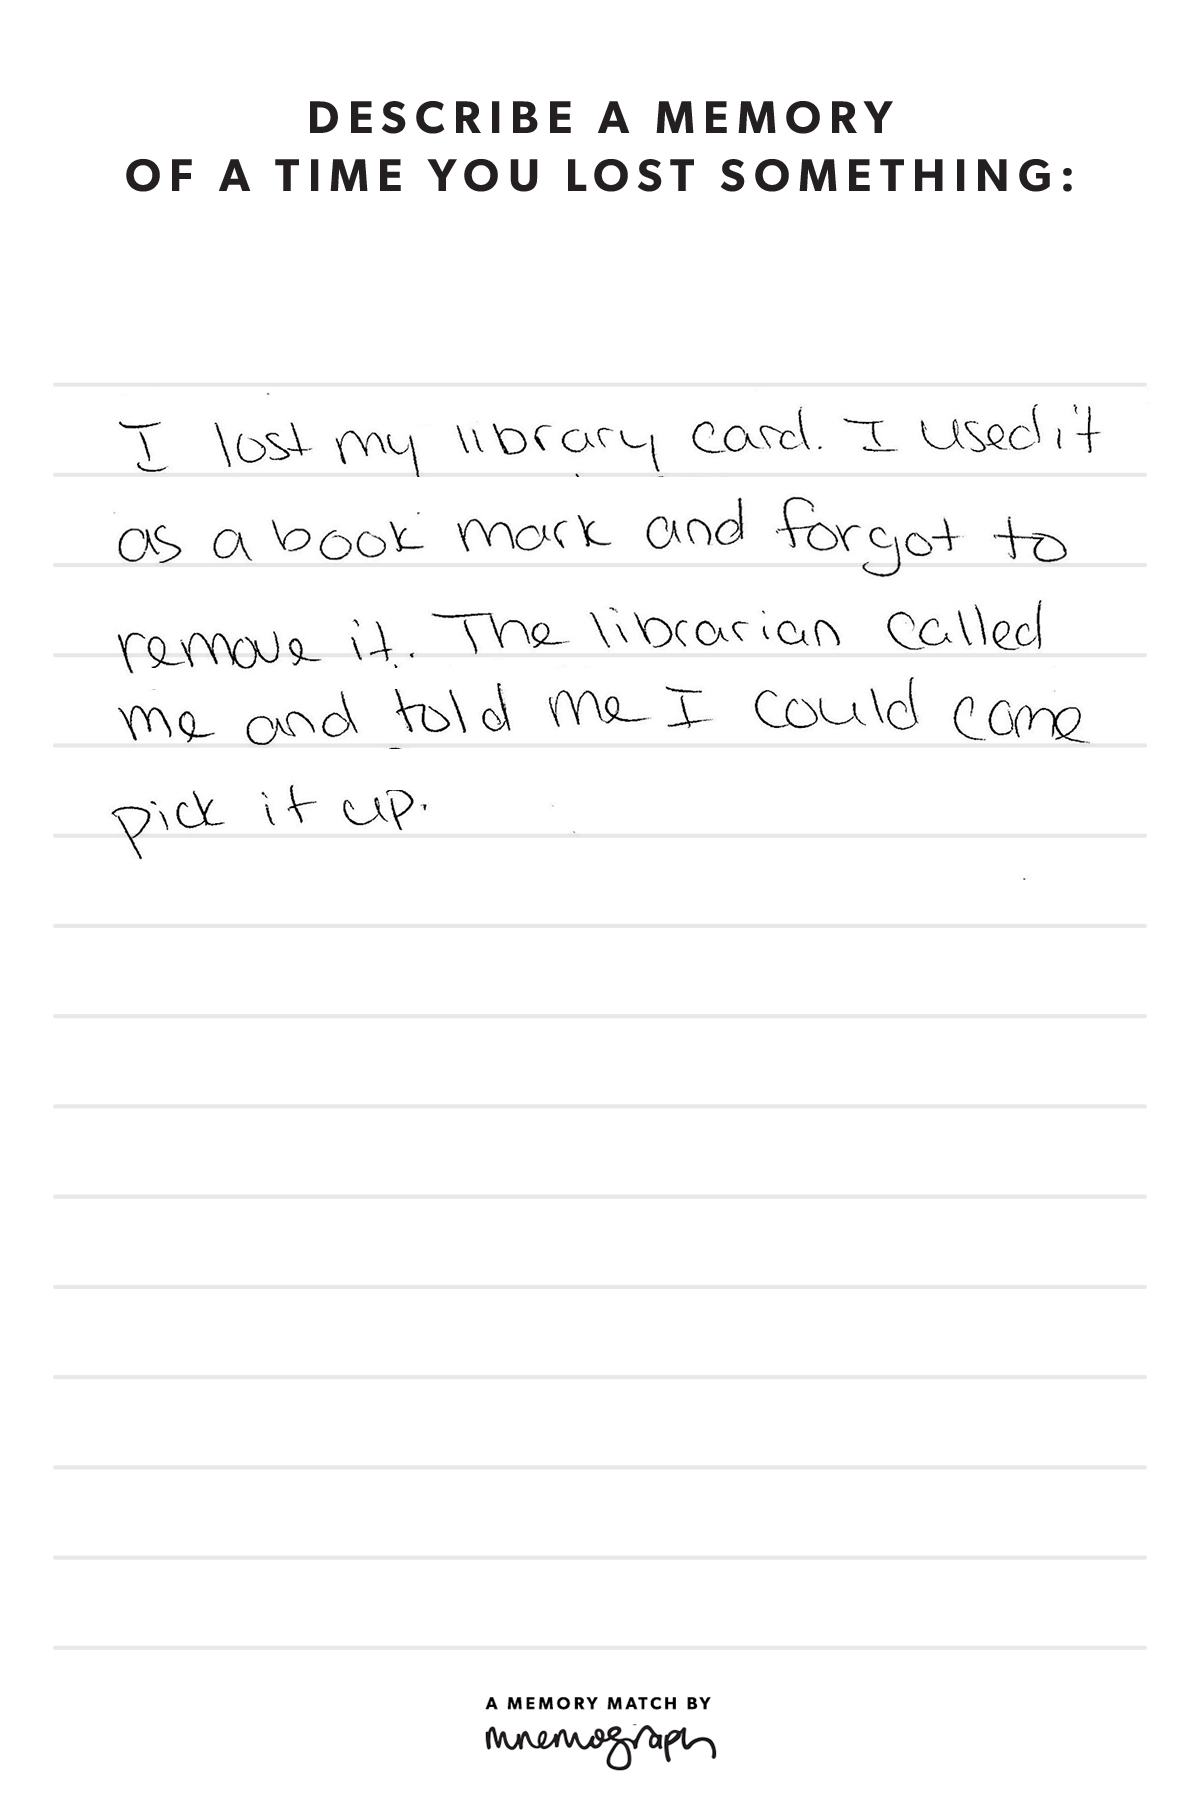 DESCRIBE A MEMORY
OF A TIME YOU LOST SOMETHING:
I lost my library card. I used it
as a book mark and forgot to
remove it. The librarian called
me and told me I could come
pick it up.
A MEMORY MATCH BY
mnemograph